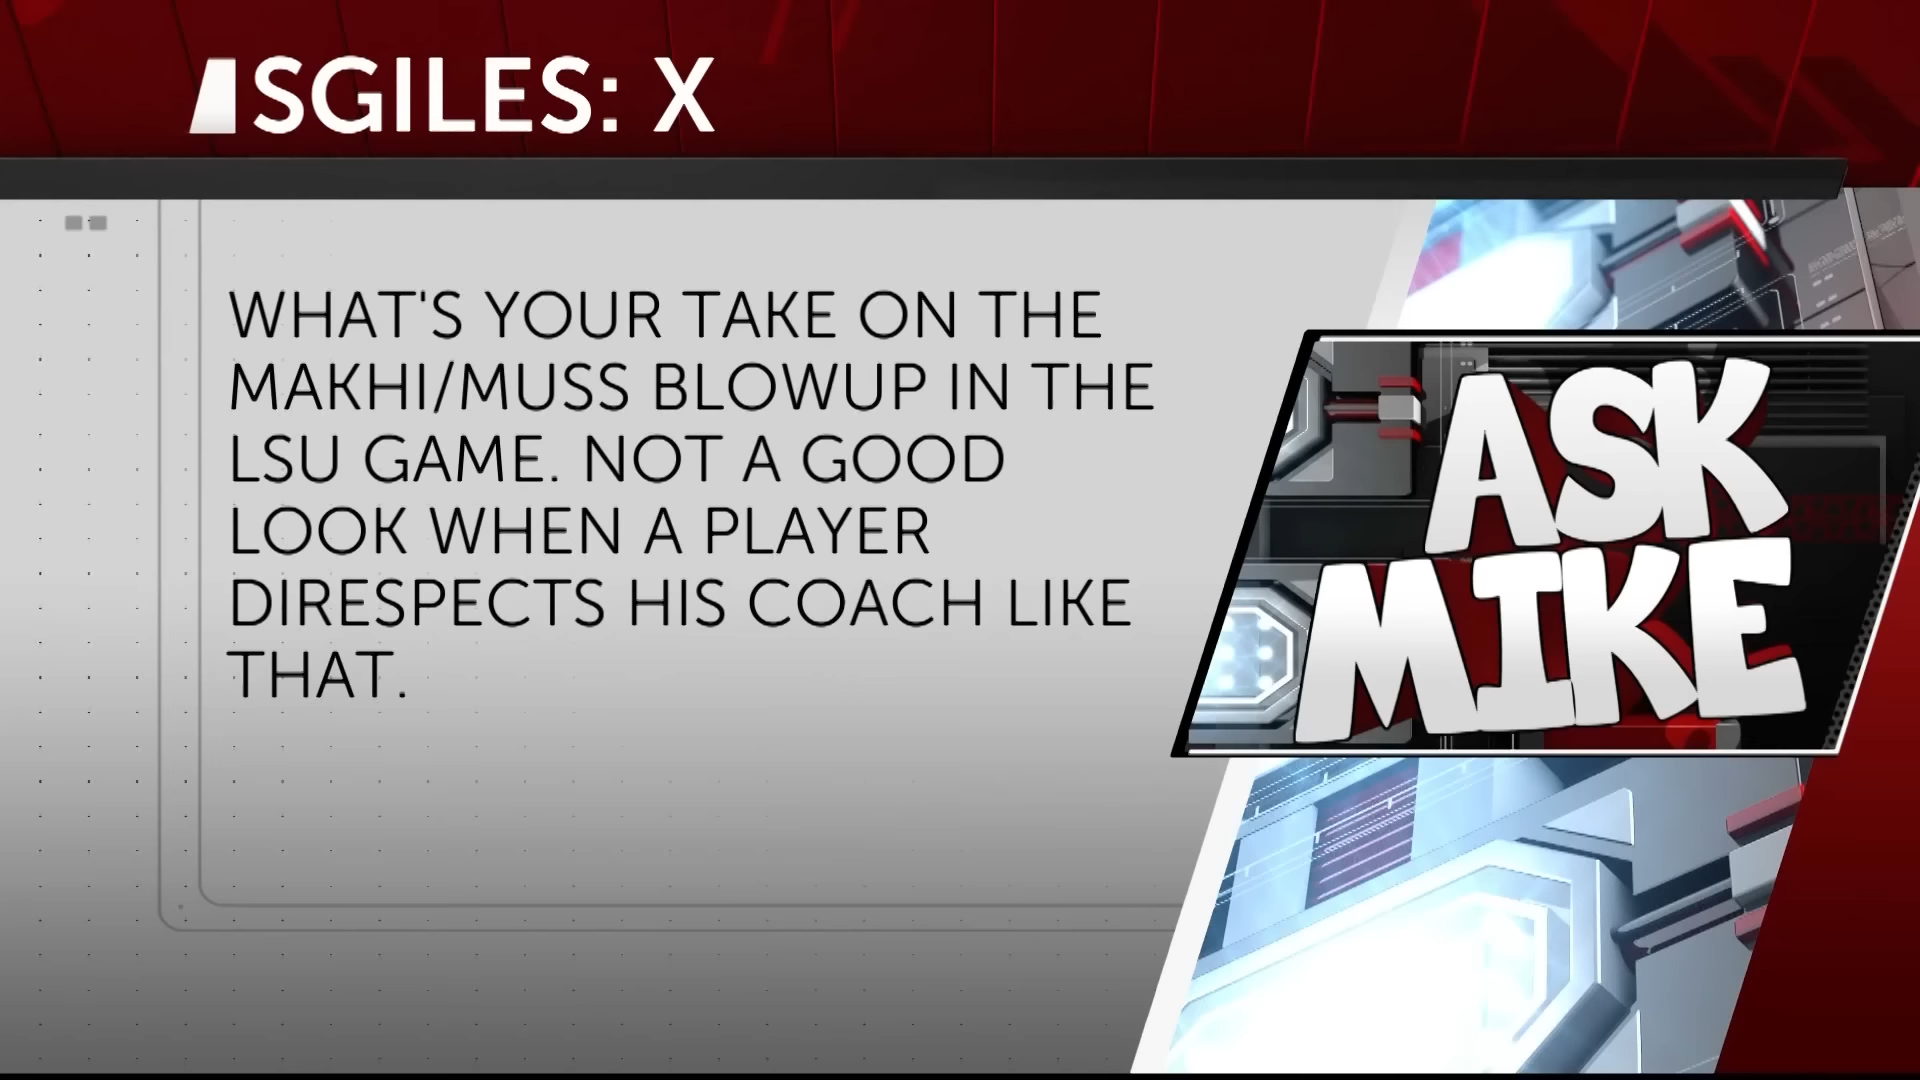 SGILES: X
WHAT'S YOUR TAKE ON THE
MAKHI/MUSS BLOWUP IN THE
LSU GAME. NOT A GOOD
LOOK WHEN A PLAYER
DIRESPECTS HIS COACH LIKE
THAT.
ASK
MIKE